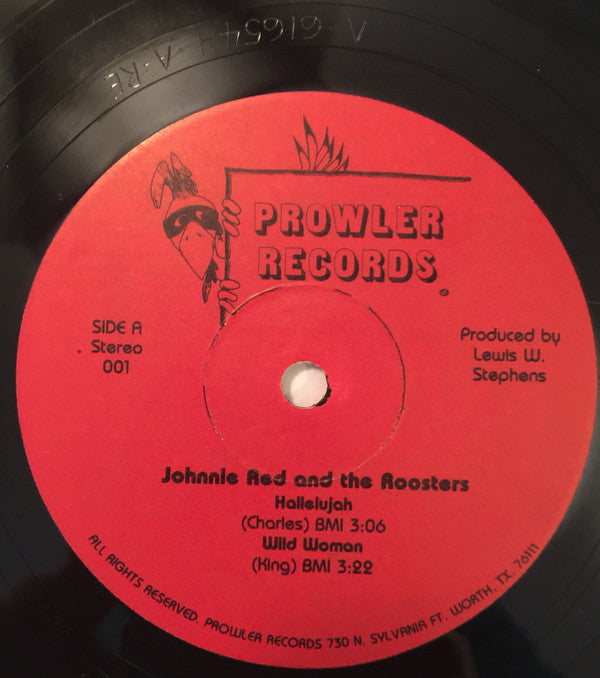 A-61654-A-RE
PROWLER
RECORDS
SIDE A
Stereo
001
Produced by
Lewis W.
Stephens
Johnnie Red and the Roosters
Hallelujah
(Charles) BMI 3:06
Wild Woman
(King) BMI 3:22
ALL RIGHTS RESERVED. PROWLER RECORDS 730 N. SYLVANIA FT. WORTH, TX. 76111